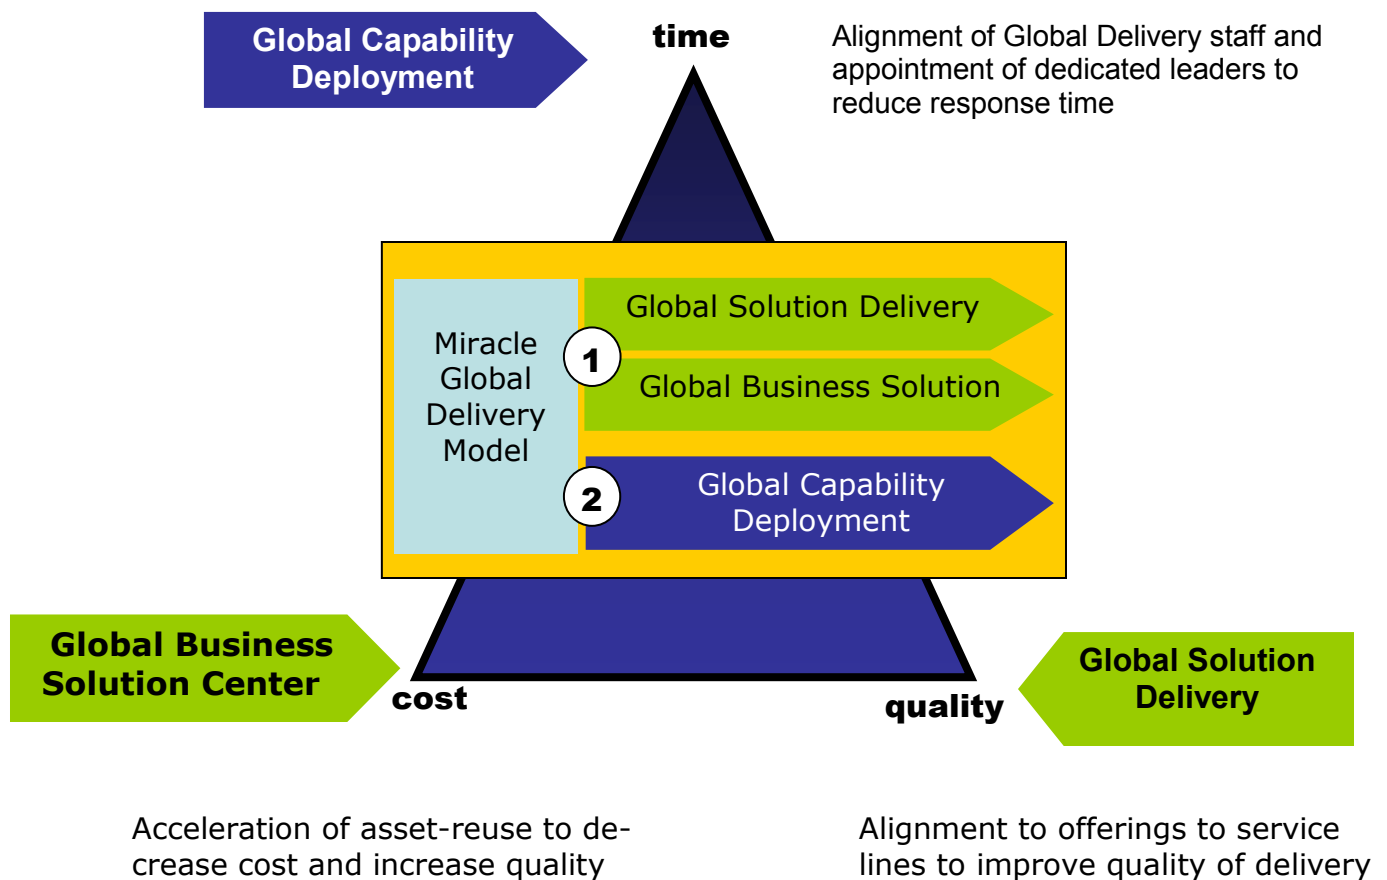 Global Capability
Deployment
time
Alignment of Global Delivery staff and
appointment of dedicated leaders to
reduce response time
Miracle
Global
Delivery
Model
1
Global Solution Delivery
Global Business Solution
2
Global Capability
Deployment
Global Business
Solution Center
cost
quality
Global Solution
Delivery
Acceleration of asset-reuse to de-
crease cost and increase quality
Alignment to offerings to service
lines to improve quality of delivery